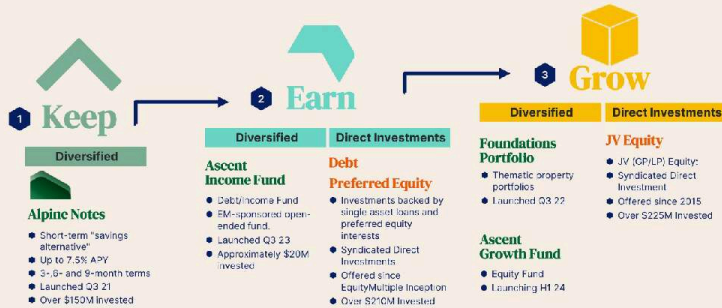 1
Keep
Diversified
Alpine Notes
Short-term "savings
alternative"
Up to 7.5% APY
3-,6- and 9-month terms
Launched Q3 21
Over $150M invested
2
Earn
Diversified
Ascent
Income Fund
Debt/Income Fund
EM-sponsored open-
ended fund.
Launched Q3 23
Approximately $20M
invested
Direct Investments
Debt
Preferred Equity
Investments backed by
single asset loans and
preferred equity
interests
Syndicated Direct
Investments
Offered since
EquityMultiple Inception
Over $210M Invested
3
Grow
Diversified
Foundations
Portfolio
Thematic property
portfolios
Launched Q3 22
Ascent
Growth Fund
Equity Fund
Launching H1 24
Direct Investments
JV Equity
JV (GP/LP) Equity:
Syndicated Direct
Investment
Offered since 2015
Over $225M Invested